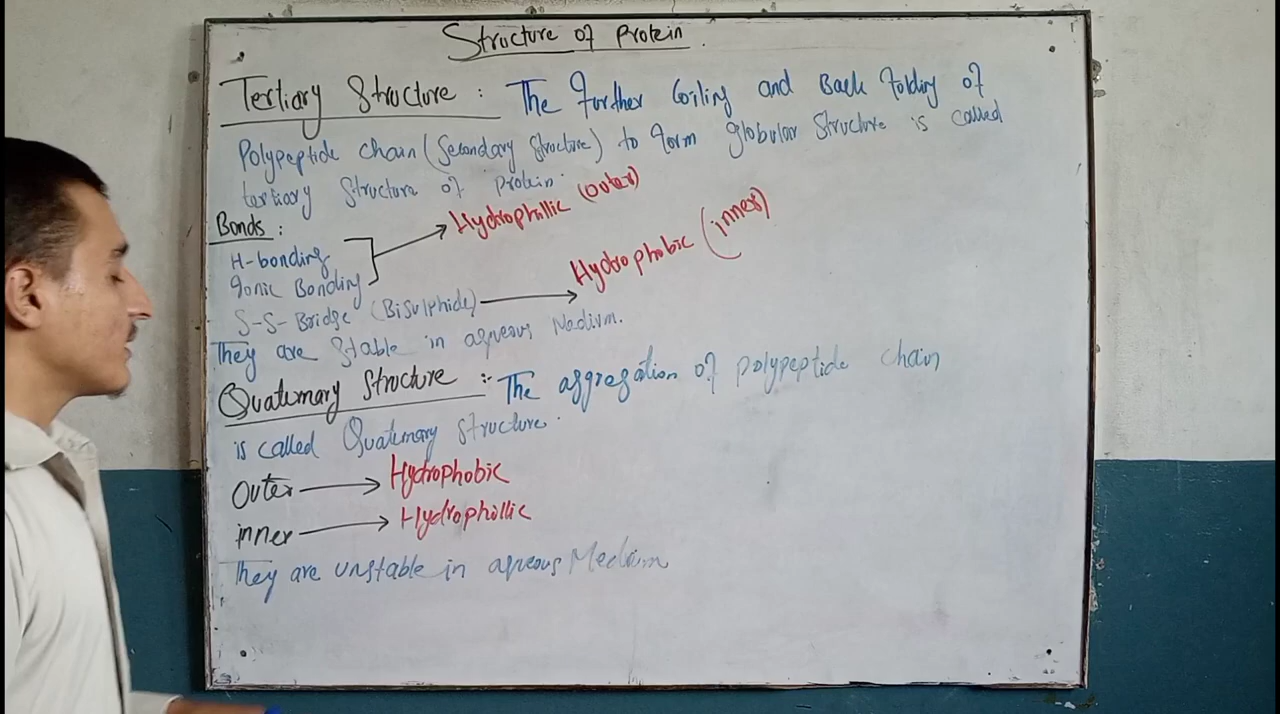 Structure of Protein.
Tertiary Structure : The further Coiling and Back folding of
Polypeptide chain (Secondary Structure) to form globular Structure is called
tertiary Structure of protein.
Bonds :
H-bonding
Ionic Bonding
Hydrophillic (outer)
S-S-Bridge (Bisulphide)
Hydrophobic (inner)
They are Stable in aqueous Medium.
Quaternary Structure :- The aggregation of polypeptide chain
is called Quaternary Structure.
Outer Hydrophobic
inner Hydrophillic
They are unstable in aqeous Medium